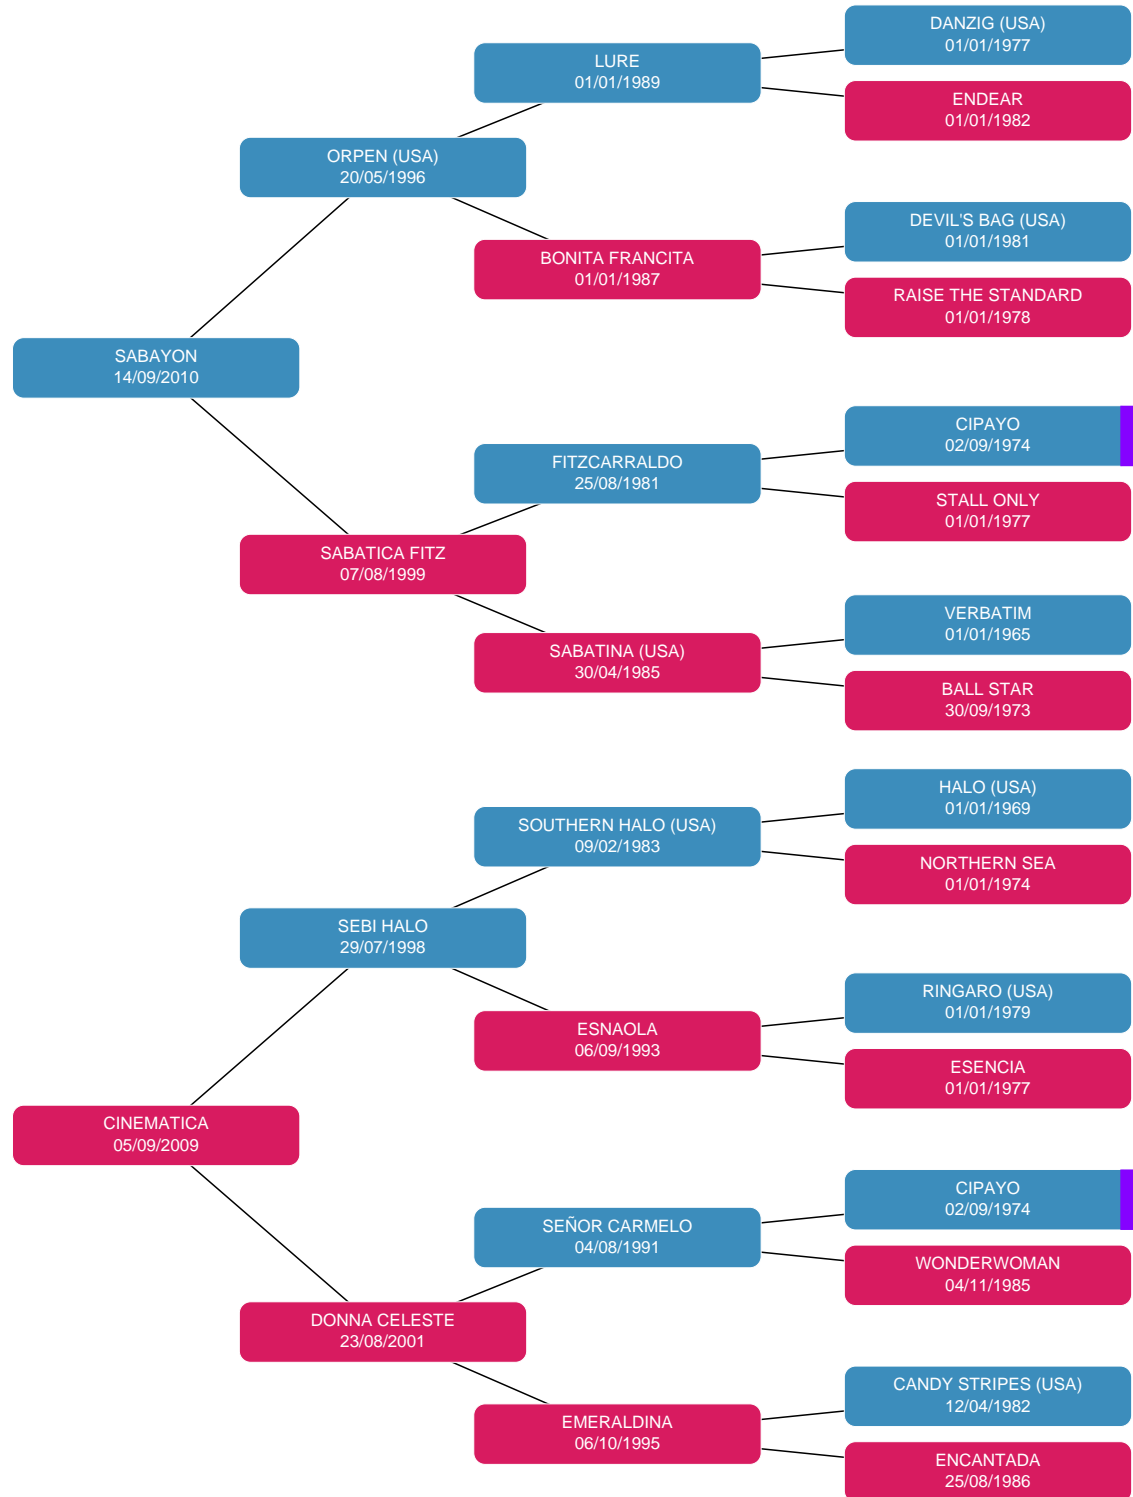 DANZIG (USA)
01/01/1977
LURE
01/01/1989
ENDEAR
01/01/1982
ORPEN (USA)
20/05/1996
DEVIL'S BAG (USA)
01/01/1981
BONITA FRANCITA
01/01/1987
RAISE THE STANDARD
01/01/1978
SABAYON
14/09/2010
CIPAYO
02/09/1974
FITZCARRALDO
25/08/1981
STALL ONLY
01/01/1977
SABATICA FITZ
07/08/1999
VERBATIM
01/01/1965
SABATINA (USA)
30/04/1985
BALL STAR
30/09/1973
HALO (USA)
01/01/1969
SOUTHERN HALO (USA)
09/02/1983
NORTHERN SEA
01/01/1974
SEBI HALO
29/07/1998
RINGARO (USA)
01/01/1979
ESNAOLA
06/09/1993
ESENCIA
01/01/1977
CINEMATICA
05/09/2009
CIPAYO
02/09/1974
SEÑOR CARMELO
04/08/1991
WONDERWOMAN
04/11/1985
DONNA CELESTE
23/08/2001
CANDY STRIPES (USA)
12/04/1982
EMERALDINA
06/10/1995
ENCANTADA
25/08/1986